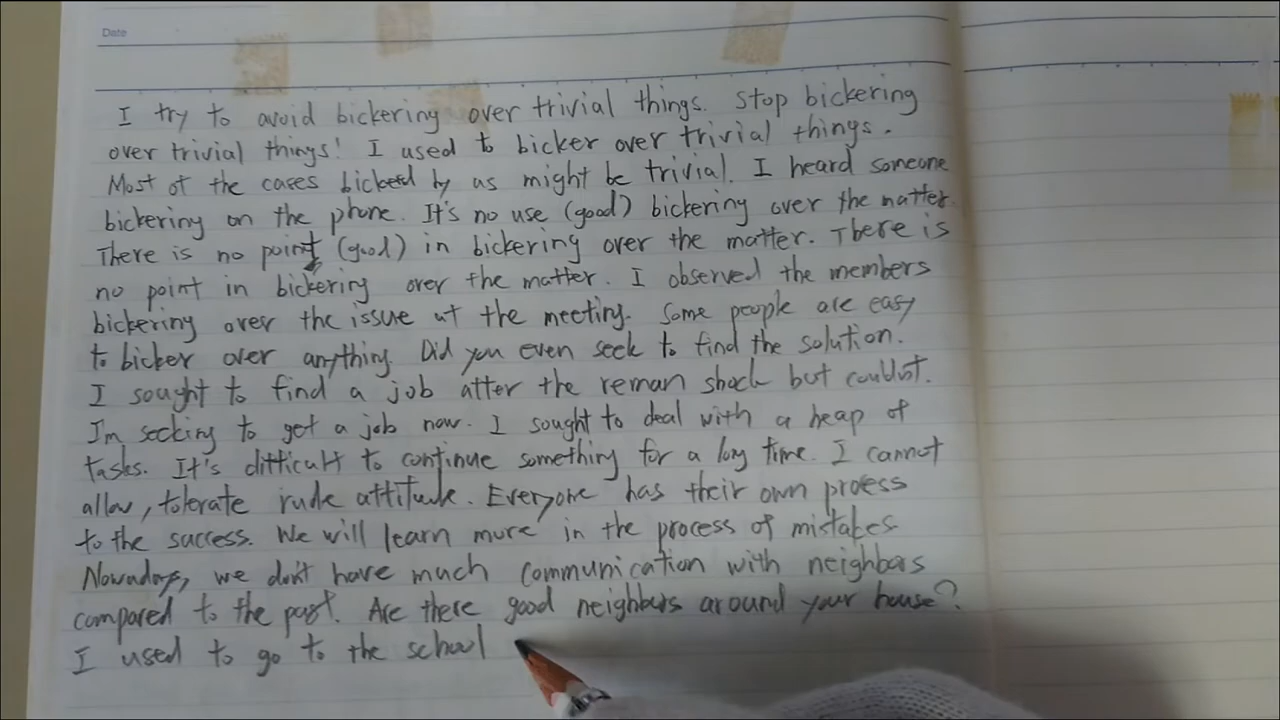 Date
I try to avoid bickering over trivial things. Stop bickering
over trivial things! I used to bicker over trivial things.
Most of the cases bickeed by us might be trivial. I heard someone
bickering on the phone. It's no use (good) bickering over the matter.
There is no point (good) in bickering over the matter. There is
no point in bickering over the matter. I observed the members
bickering over the issue at the meeting. Some people are easy
to bicker over anything. Did you even seek to find the solution.
I sought to find a job after the reman shock but couldn't.
I'm seeking to get a job now. I sought to deal with a heap of
tasks. It's difficult to continue something for a long time. I cannot
allow, tolerate rude attitude. Everyone has their own process
to the success. We will learn more in the process of mistakes
Nowadays, we don't have much communication with neighbors
compared to the past. Are there good neighbors around your house?
I used to go to the school